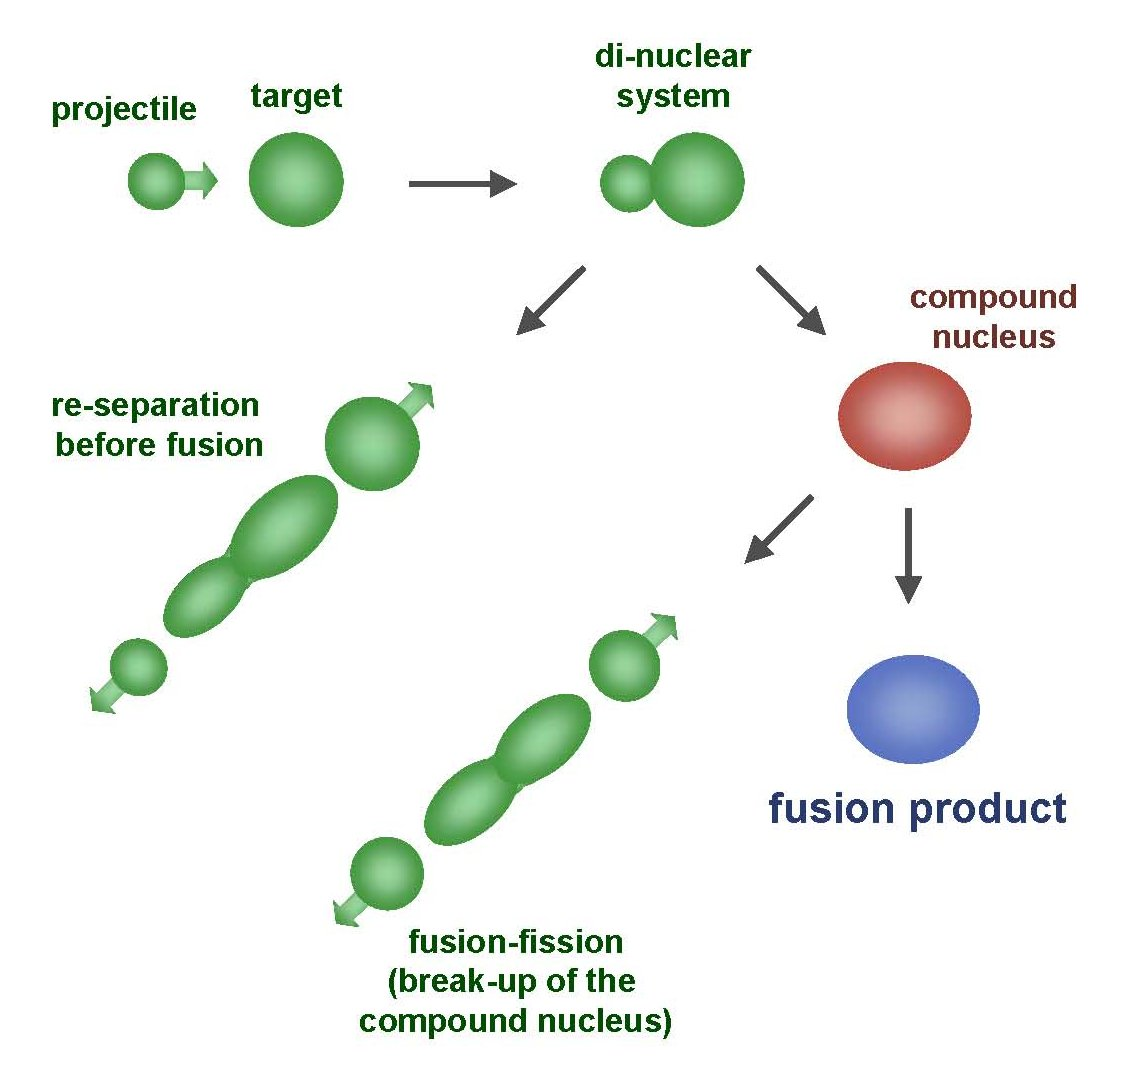 projectile
target
di-nuclear
system
compound
nucleus
re-separation
before fusion
fusion product
fusion-fission
(break-up of the
compound nucleus)